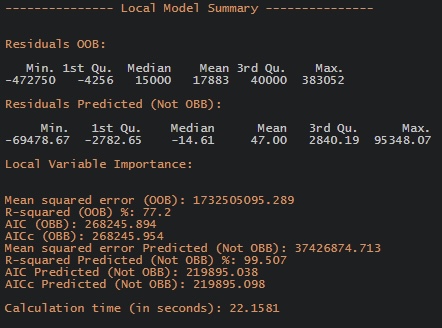 --------------- Local Model Summary ---------------
Residuals OOB:
Min. 1st Qu. Median Mean 3rd Qu. Max.
-472750 -4256 15000 17883 40000 383052
Residuals Predicted (Not OBB):
Min. 1st Qu. Median Mean 3rd Qu. Max.
-69478.67 -2782.65 -14.61 47.00 2840.19 95348.07
Local Variable Importance:
Mean squared error (OOB): 1732505095.289
R-squared (OOB) %: 77.2
AIC (OBB): 268245.894
AICc (OBB): 268245.954
Mean squared error Predicted (Not OBB): 37426874.713
R-squared Predicted (Not OBB) %: 99.507
AIC Predicted (Not OBB): 219895.038
AICc Predicted (Not OBB): 219895.098
Calculation time (in seconds): 22.1581